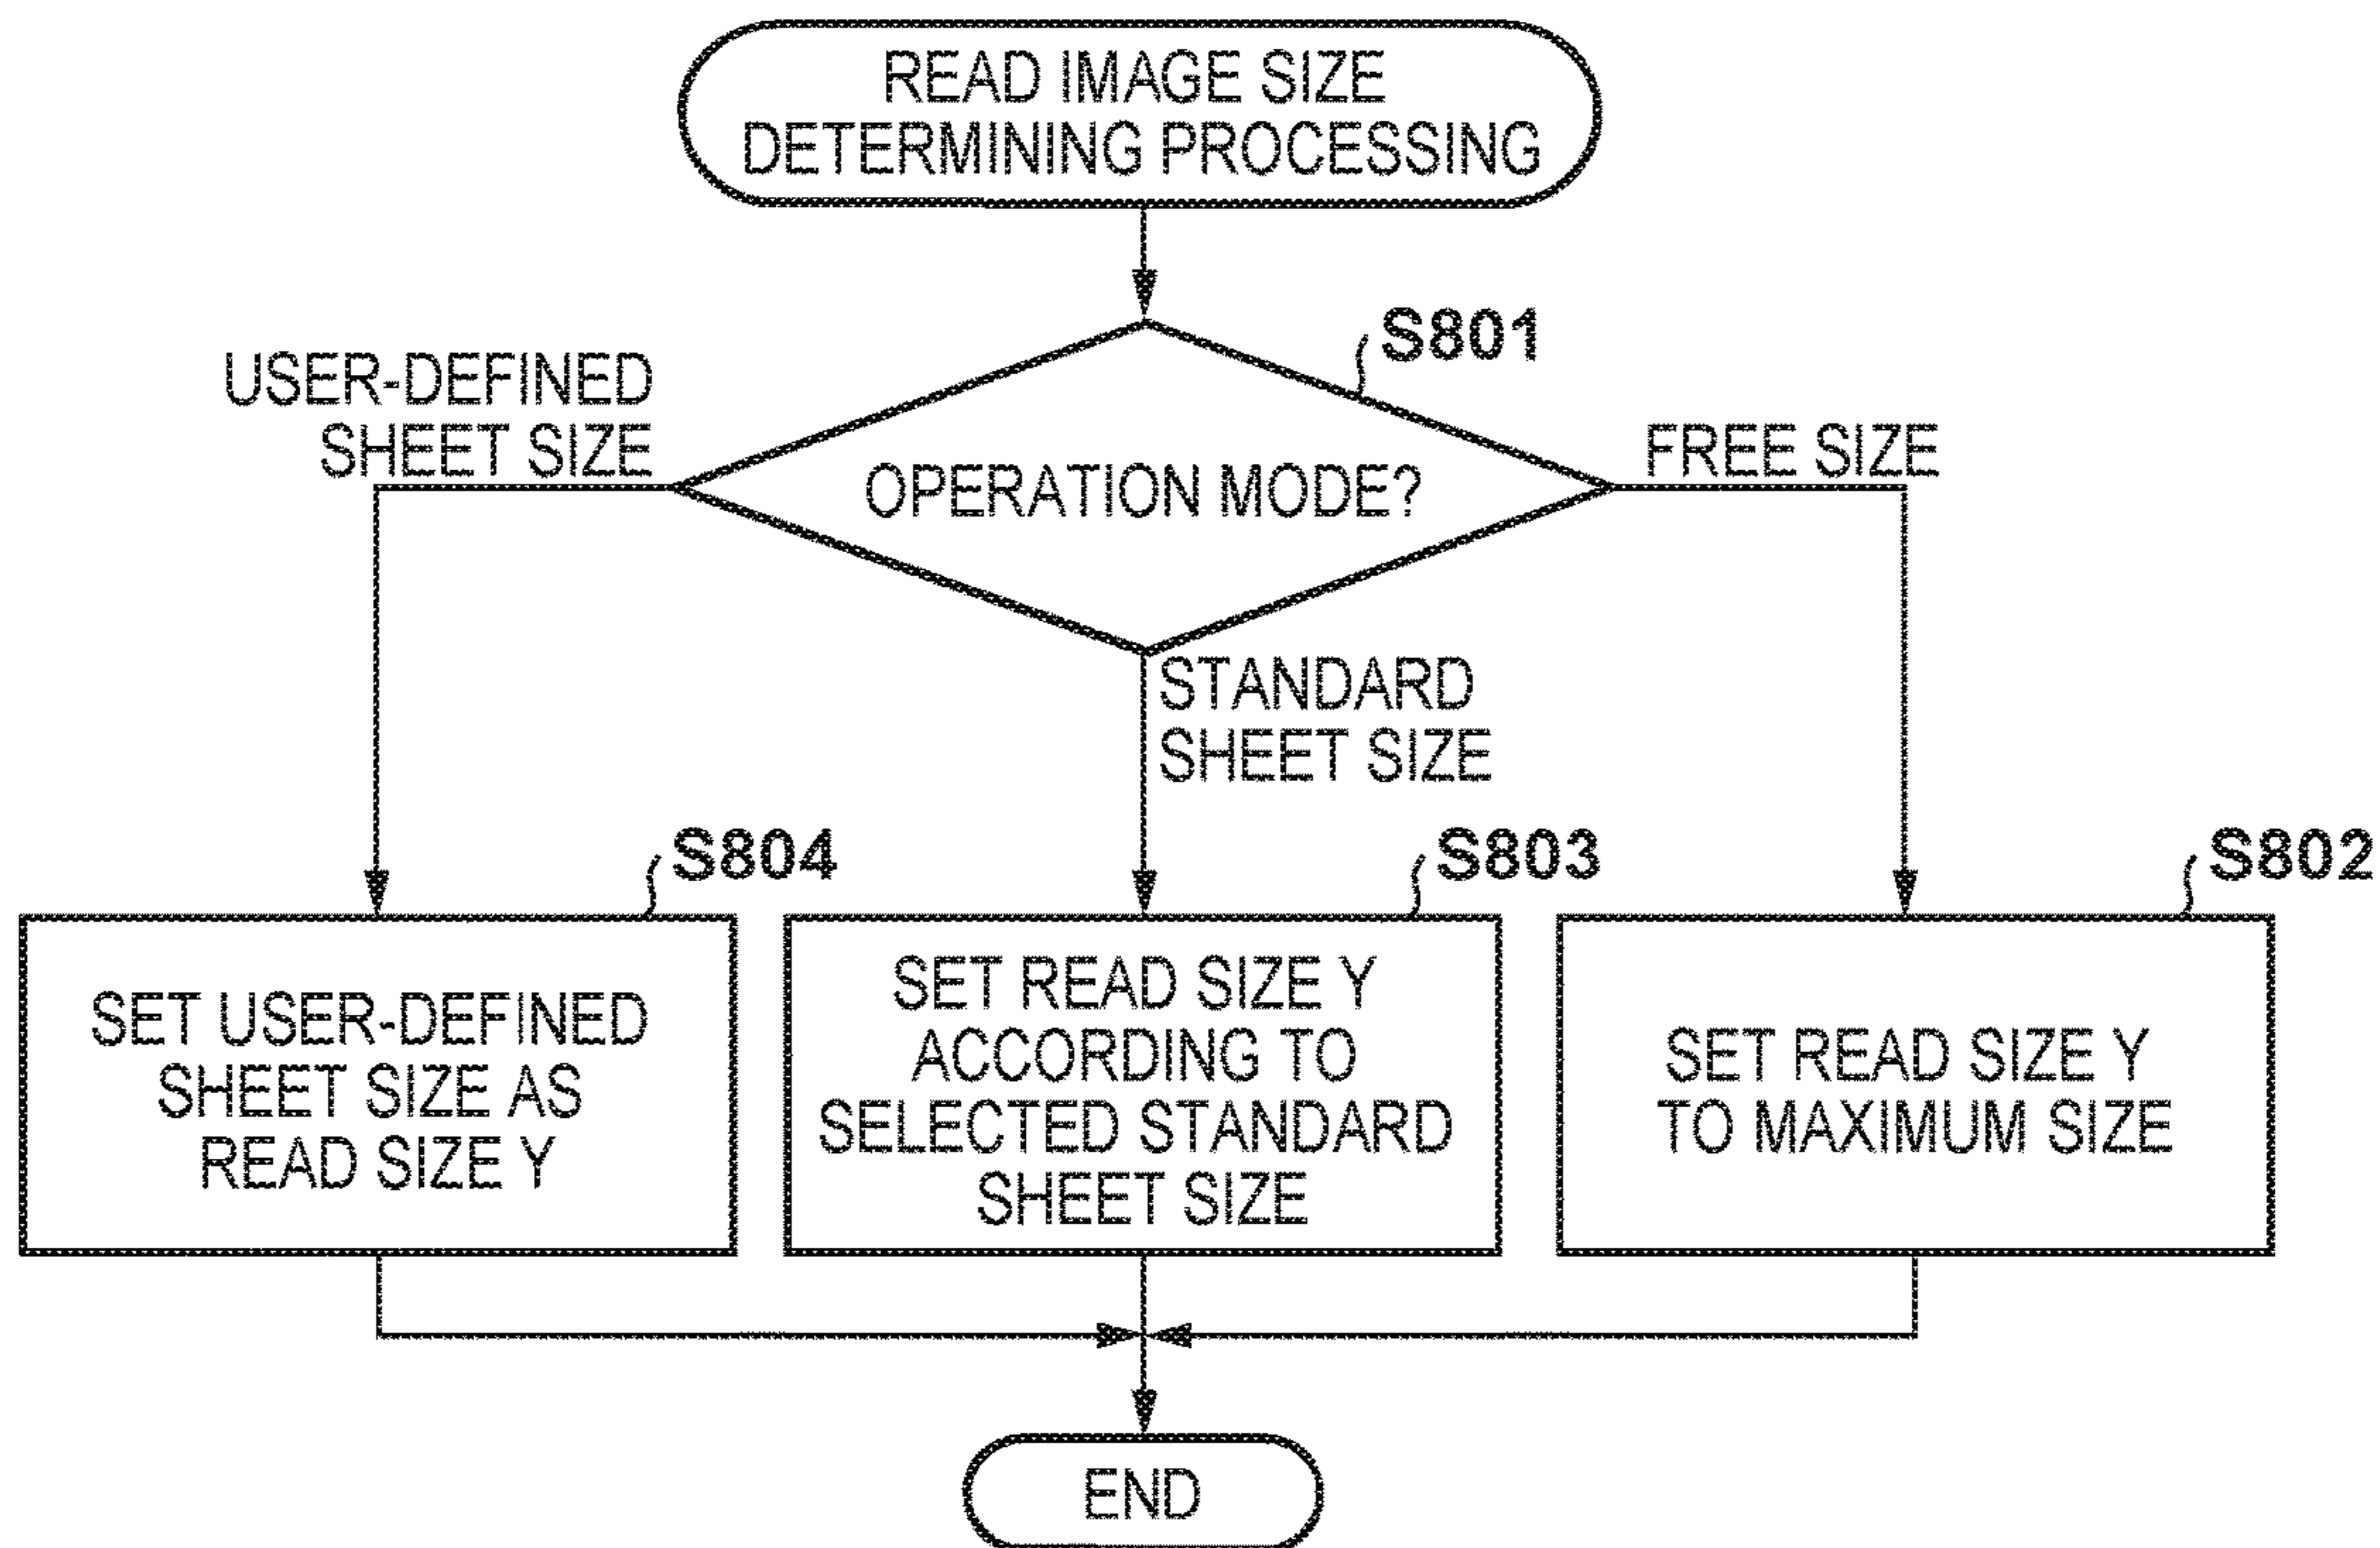 READ IMAGE SIZE
DETERMINING PROCESSING
S801
USER-DEFINED
SHEET SIZE
OPERATION MODE?
FREE SIZE
STANDARD
SHEET SIZE
S804
S803
S802
SET USER-DEFINED
SHEET SIZE AS
READ SIZE Y
SET READ SIZE Y
ACCORDING TO
SELECTED STANDARD
SHEET SIZE
SET READ SIZE Y
TO MAXIMUM SIZE
END